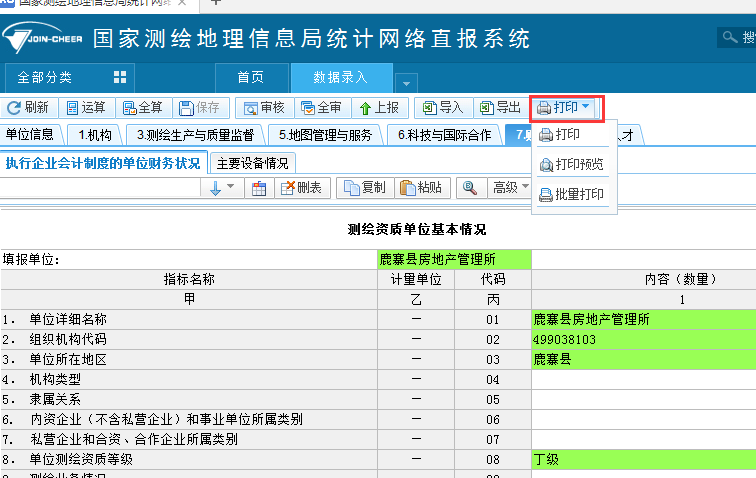 国家测绘地理信息局统计网络
JOIN-CHEER 国家测绘地理信息局统计网络直报系统
搜
全部分类 首页 数据录入
刷新 运算 全算 保存 审核 全审 上报 导入 导出 打印
单位信息 1.机构 3.测绘生产与质量监督 5.地图管理与服务 6.科技与国际合作 7. 人才
打印
打印预览
批量打印
执行企业会计制度的单位财务状况 主要设备情况
删表 复制 粘贴 高级
测绘资质单位基本情况
填报单位: 鹿寨县房地产管理所
指标名称 计量单位 代码 内容（数量）
甲 乙 丙 1
1. 单位详细名称 — 01 鹿寨县房地产管理所
2. 组织机构代码 — 02 499038103
3. 单位所在地区 — 03 鹿寨县
4. 机构类型 — 04
5. 隶属关系 — 05
6. 内资企业（不含私营企业）和事业单位所属类别 — 06
7. 私营企业和合资、合作企业所属类别 — 07
8. 单位测绘资质等级 — 08 丁级